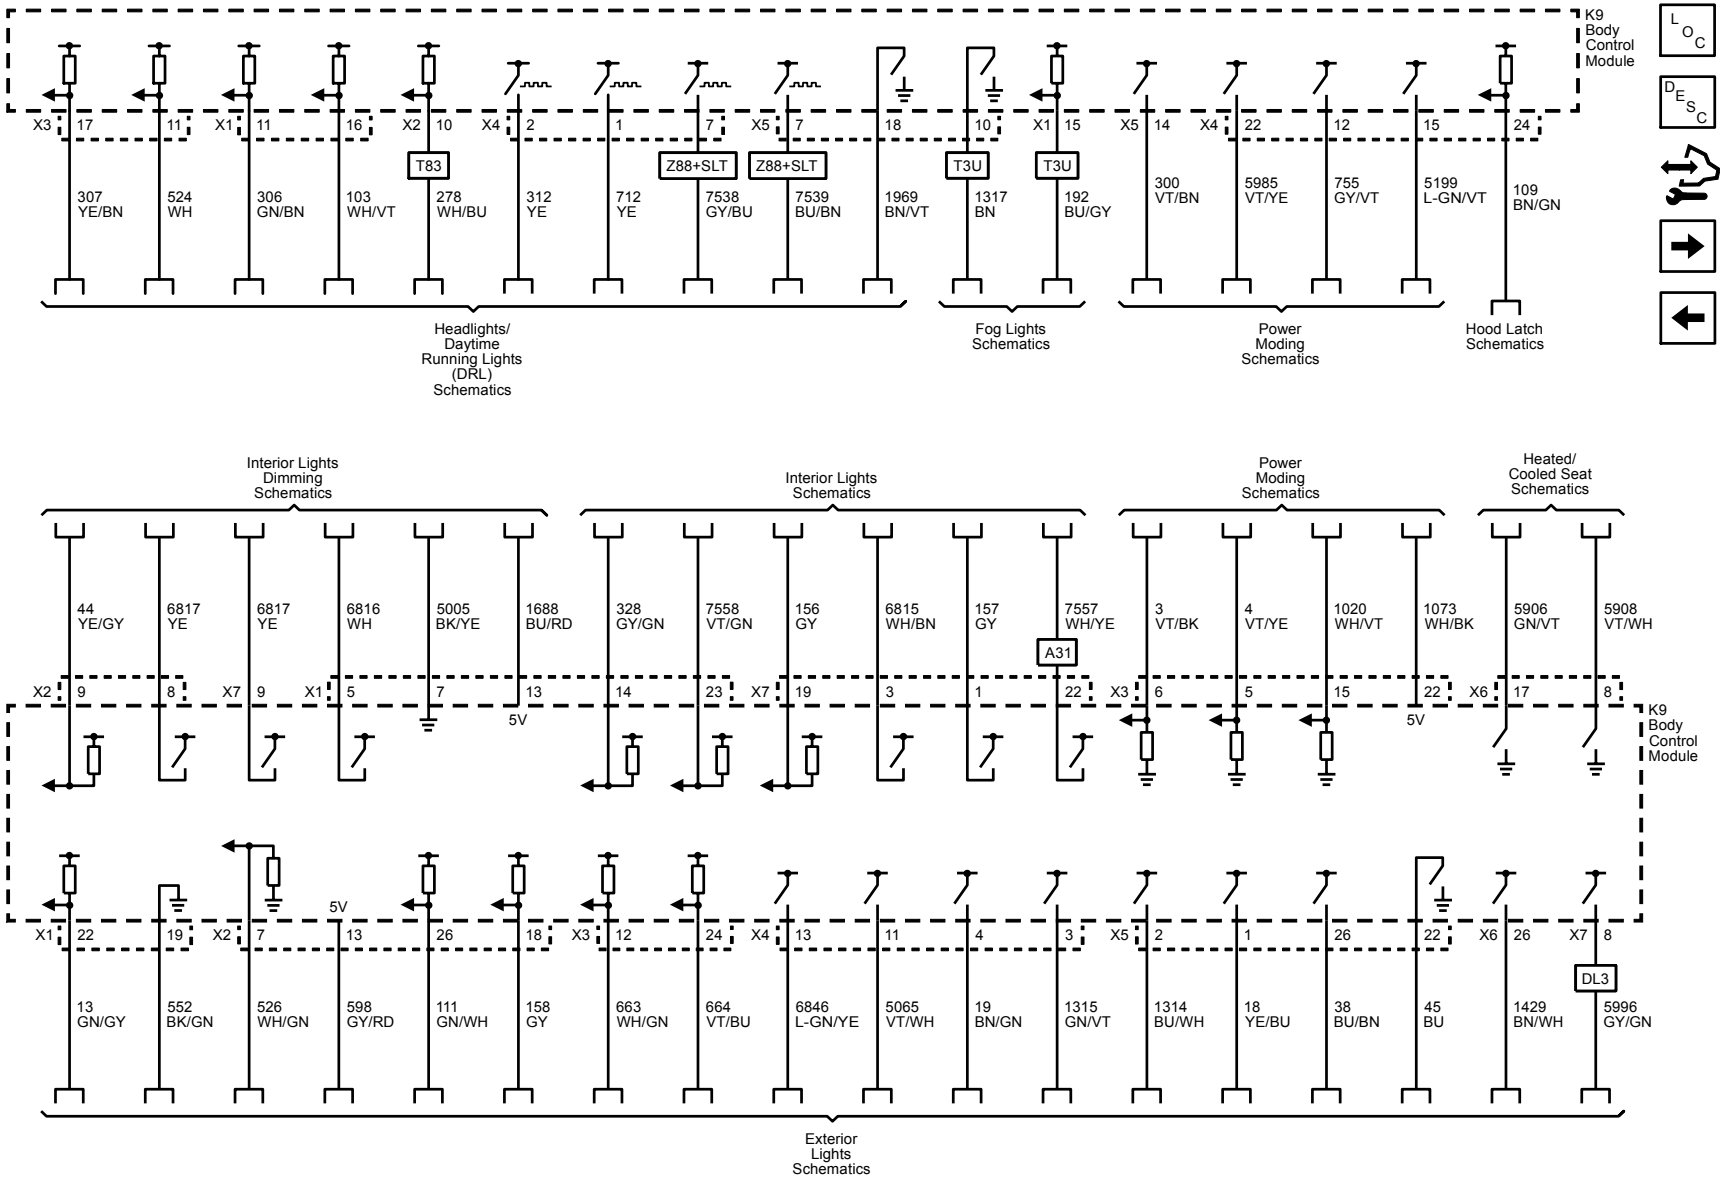 K9
Body
Control
Module
L
O
C
D
E
S
C
X3 17 11 X1 11 16 X2 10 X4 2 1 7 X5 7 18 10 X1 15 X5 14 X4 22 12 15 24
T83 Z88+SLT Z88+SLT T3U T3U
307 524 306 103 278 312 712 7538 7539 1969 1317 192 300 5985 755 5199 109
YE/BN WH GN/BN WH/VT WH/BU YE YE GY/BU BU/BN BN/VT BN BU/GY VT/BN VT/YE GY/VT L-GN/VT BN/GN
Headlights/
Daytime
Running Lights
(DRL)
Schematics
Fog Lights
Schematics
Power
Moding
Schematics
Hood Latch
Schematics
Interior Lights
Dimming
Schematics
Interior Lights
Schematics
Power
Moding
Schematics
Heated/
Cooled Seat
Schematics
44 6817 6817 6816 5005 1688 328 7558 156 6815 157 7557 3 4 1020 1073 5906 5908
YE/GY YE YE WH BK/YE BU/RD GY/GN VT/GN GY WH/BN GY WH/YE VT/BK VT/YE WH/VT WH/BK GN/VT VT/WH
A31
X2 9 8 X7 9 X1 5 7 13 14 23 X7 19 3 1 22 X3 6 5 15 22 X6 17 8
5V 5V
K9
Body
Control
Module
5V
X1 22 19 X2 7 13 26 18 X3 12 24 X4 13 11 4 3 X5 2 1 26 22 X6 26 X7 8
DL3
13 552 526 598 111 158 663 664 6846 5065 19 1315 1314 18 38 45 1429 5996
GN/GY BK/GN WH/GN GY/RD GN/WH GY WH/GN VT/BU L-GN/YE VT/WH BN/GN GN/VT BU/WH YE/BU BU/BN BU BN/WH GY/GN
Exterior
Lights
Schematics